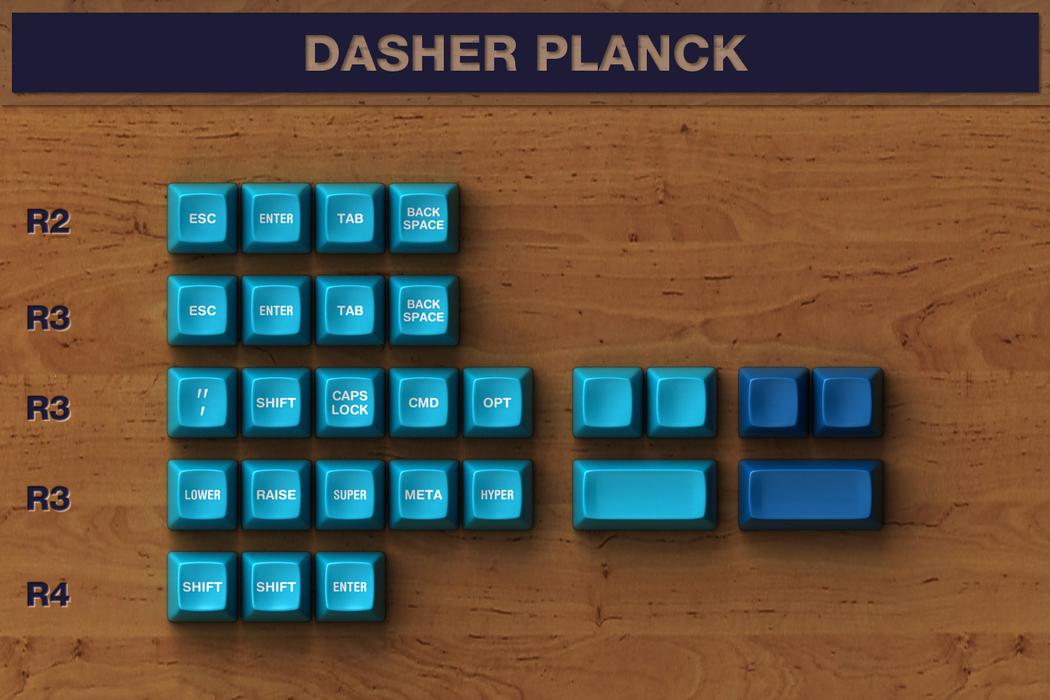 DASHER PLANCK
R2
ESC ENTER TAB BACK SPACE
R3
ESC ENTER TAB BACK SPACE
R3
" ' SHIFT CAPS LOCK CMD OPT
R3
LOWER RAISE SUPER META HYPER
R4
SHIFT SHIFT ENTER